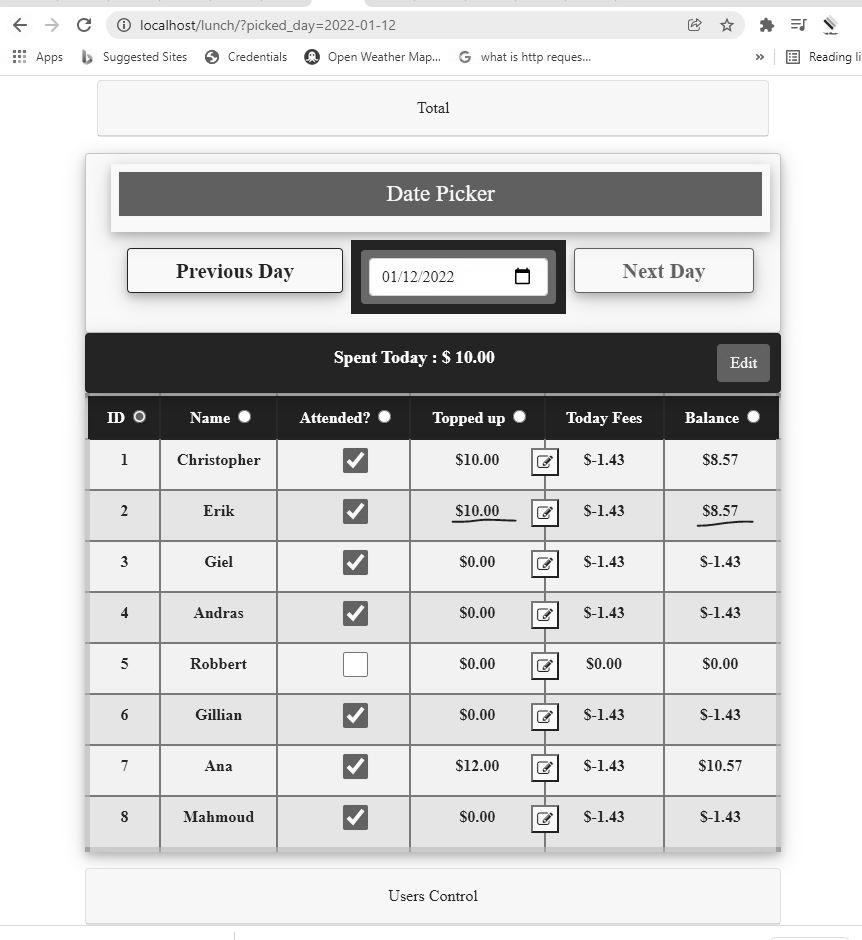 localhost/lunch/?picked_day=2022-01-12
Apps Suggested Sites Credentials Open Weather Map... what is http reques... » Reading li
Total
Date Picker
Previous Day 01/12/2022 Next Day
Spent Today : $ 10.00 Edit
ID Name Attended? Topped up Today Fees Balance
1 Christopher $10.00 $-1.43 $8.57
2 Erik $10.00 $-1.43 $8.57
3 Giel $0.00 $-1.43 $-1.43
4 Andras $0.00 $-1.43 $-1.43
5 Robbert $0.00 $0.00 $0.00
6 Gillian $0.00 $-1.43 $-1.43
7 Ana $12.00 $-1.43 $10.57
8 Mahmoud $0.00 $-1.43 $-1.43
Users Control